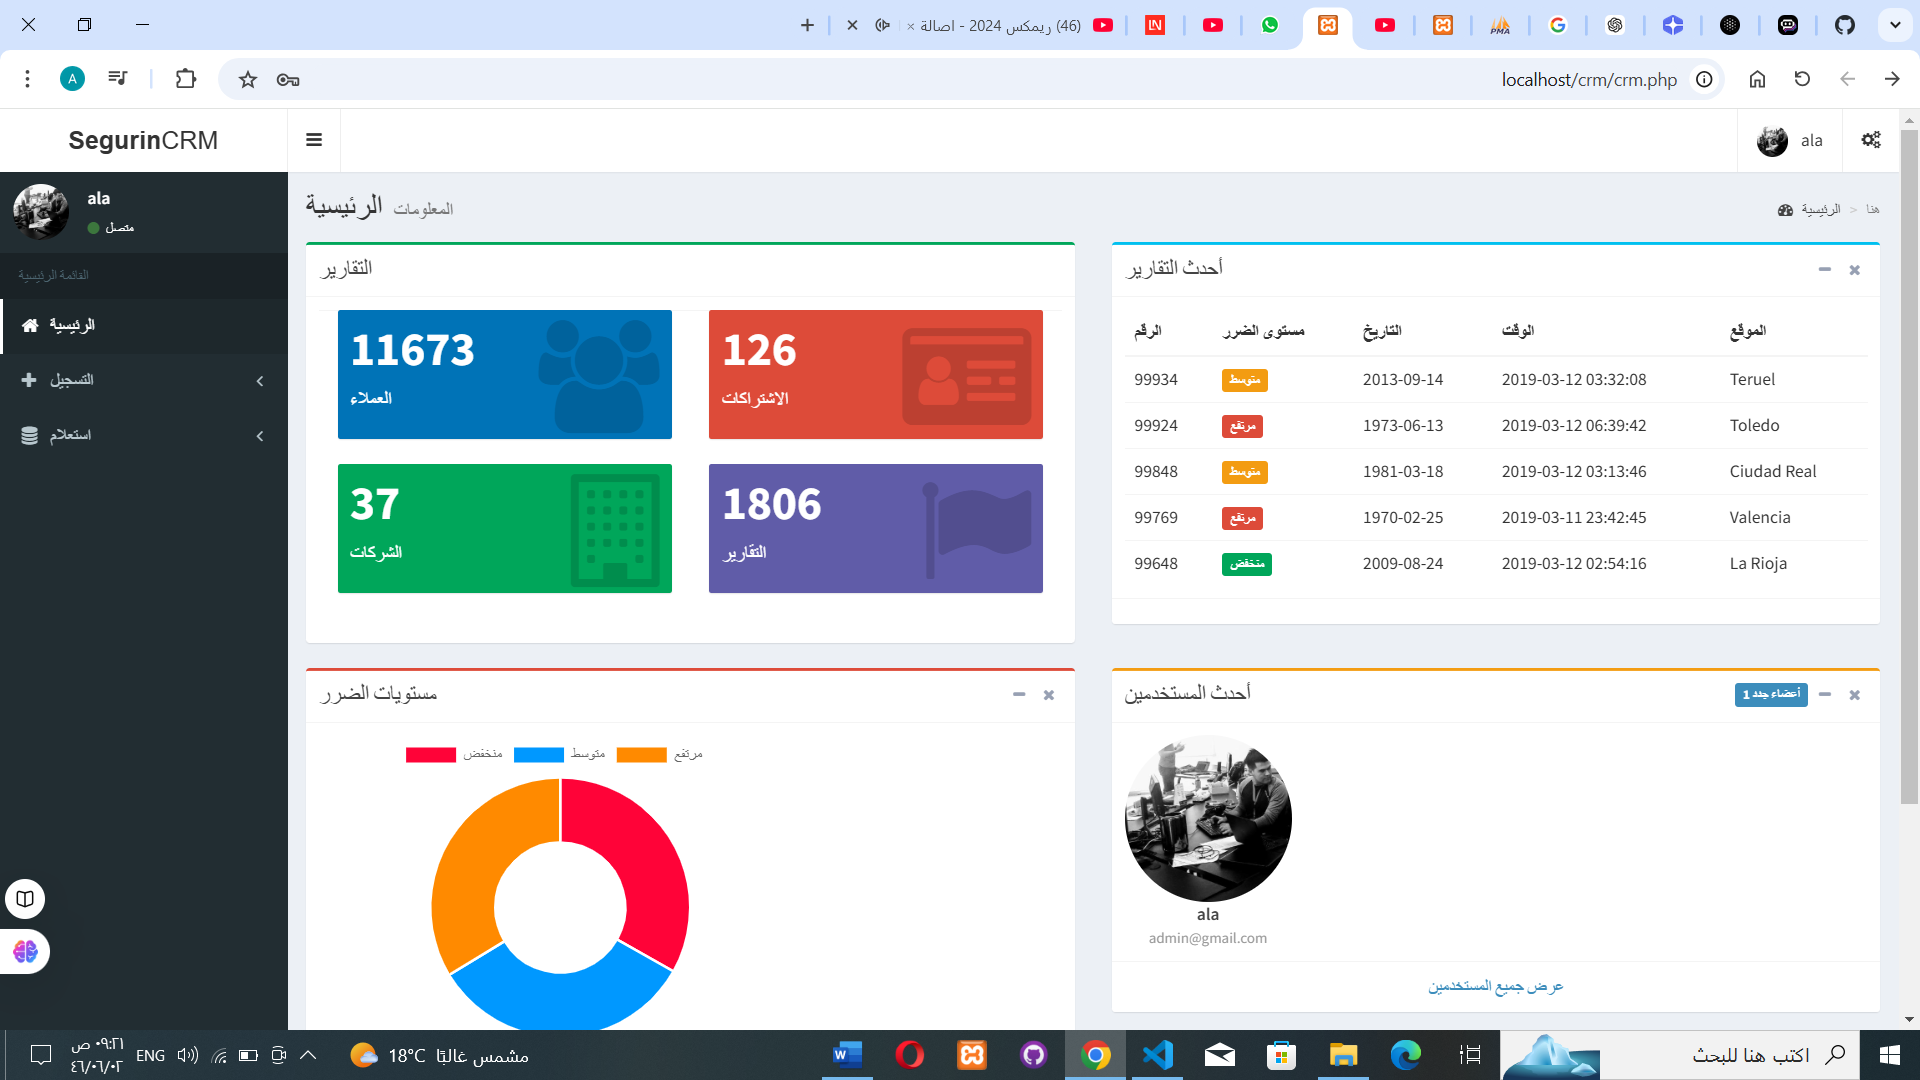 (46) ريمكس 2024 - اصالة
localhost/crm/crm.php
SegurinCRM
ala
ala
متصل
القائمة الرئيسية
الرئيسية
التسجيل
استعلام
الرئيسية المعلومات
الرئيسية > هنا
التقارير
11673
العملاء
126
الاشتراكات
37
الشركات
1806
التقارير
أحدث التقارير
الرقم مستوى الضرر التاريخ الوقت الموقع
99934 متوسط 2013-09-14 2019-03-12 03:32:08 Teruel
99924 مرتفع 1973-06-13 2019-03-12 06:39:42 Toledo
99848 متوسط 1981-03-18 2019-03-12 03:13:46 Ciudad Real
99769 مرتفع 1970-02-25 2019-03-11 23:42:45 Valencia
99648 منخفض 2009-08-24 2019-03-12 02:54:16 La Rioja
مستويات الضرر
منخفض متوسط مرتفع
أحدث المستخدمين
1 أعضاء جدد
ala
admin@gmail.com
عرض جميع المستخدمين
٠٩:٢١ ص
٤٦/٠٦/٠٢
ENG
18°C مشمس غالبًا
اكتب هنا للبحث